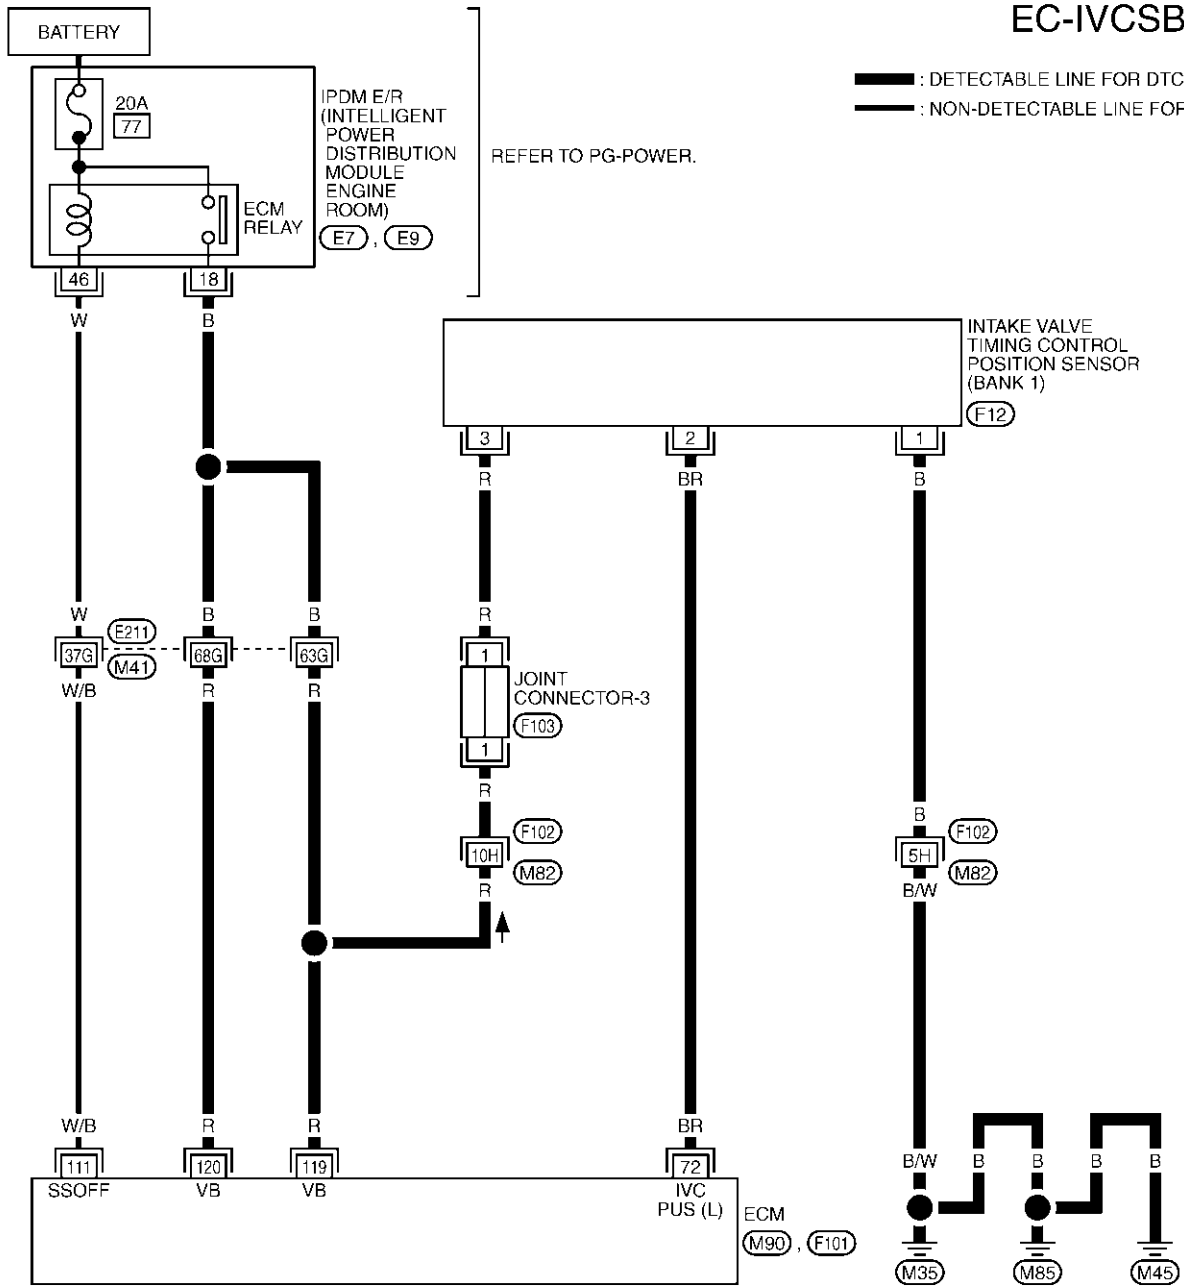 EC-IVCSB
BATTERY
: DETECTABLE LINE FOR DTC
: NON-DETECTABLE LINE FOR
20A
77
IPDM E/R
(INTELLIGENT
POWER
DISTRIBUTION
MODULE
ENGINE
ROOM)
E7 , E9
REFER TO PG-POWER.
ECM
RELAY
46 18
W B
INTAKE VALVE
TIMING CONTROL
POSITION SENSOR
(BANK 1)
F12
3 2 1
R BR B
W B B R
37G E211 M41 68G 63G
W/B R R
1
JOINT
CONNECTOR-3
F103
1
R
B
10H F102 M82
5H F102 M82
R B/W
W/B R R BR
111 120 119 72
SSOFF VB VB IVC
PUS (L)
ECM
M90 , F101
B/W B B B B
M35 M85 M45